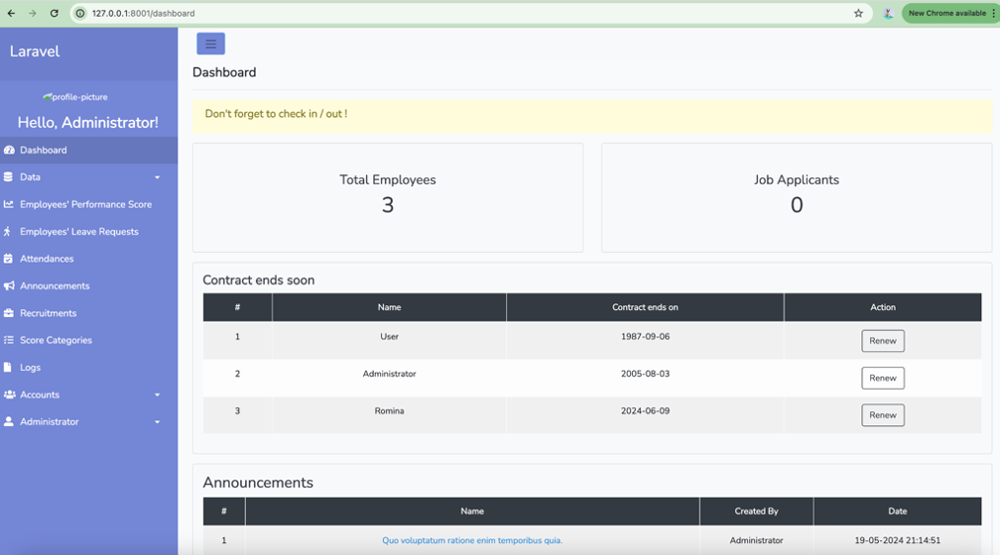 127.0.0.1:8001/dashboard
New Chrome available
Laravel
profile-picture
Hello, Administrator!
Dashboard
Data
Employees' Performance Score
Employees' Leave Requests
Attendances
Announcements
Recruitments
Score Categories
Logs
Accounts
Administrator
Dashboard
Don't forget to check in / out !
Total Employees
3
Job Applicants
0
Contract ends soon
# Name Contract ends on Action
1 User 1987-09-06 Renew
2 Administrator 2005-08-03 Renew
3 Romina 2024-06-09 Renew
Announcements
# Name Created By Date
1 Quo voluptatum ratione enim temporibus quia. Administrator 19-05-2024 21:14:51